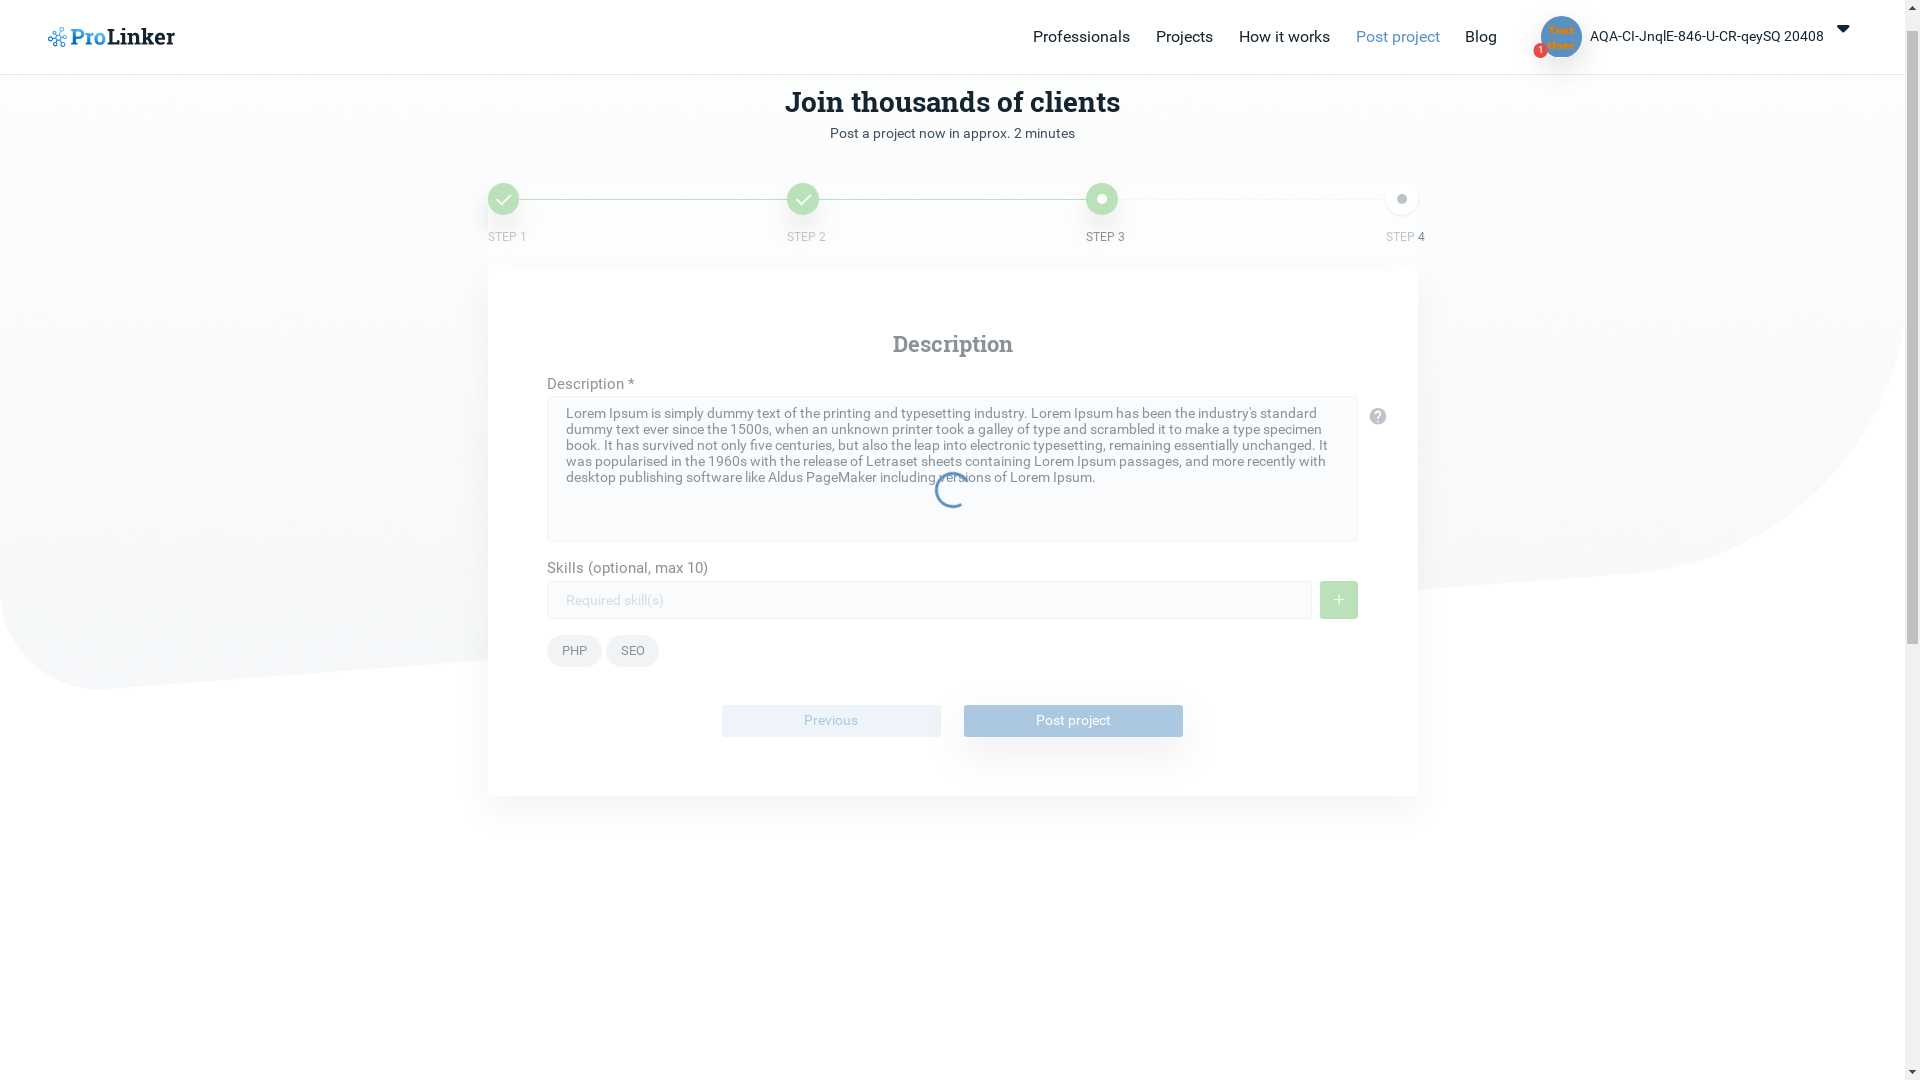 ProLinker
Professionals
Projects
How it works
Post project
Blog
Test
User
1
AQA-CI-JnqlE-846-U-CR-qeySQ 20408
Join thousands of clients
Post a project now in approx. 2 minutes
STEP 1
STEP 2
STEP 3
STEP 4
Description
Description *
Lorem Ipsum is simply dummy text of the printing and typesetting industry. Lorem Ipsum has been the industry's standard
dummy text ever since the 1500s, when an unknown printer took a galley of type and scrambled it to make a type specimen
book. It has survived not only five centuries, but also the leap into electronic typesetting, remaining essentially unchanged. It
was popularised in the 1960s with the release of Letraset sheets containing Lorem Ipsum passages, and more recently with
desktop publishing software like Aldus PageMaker including versions of Lorem Ipsum.
?
Skills (optional, max 10)
Required skill(s)
+
PHP
SEO
Previous
Post project